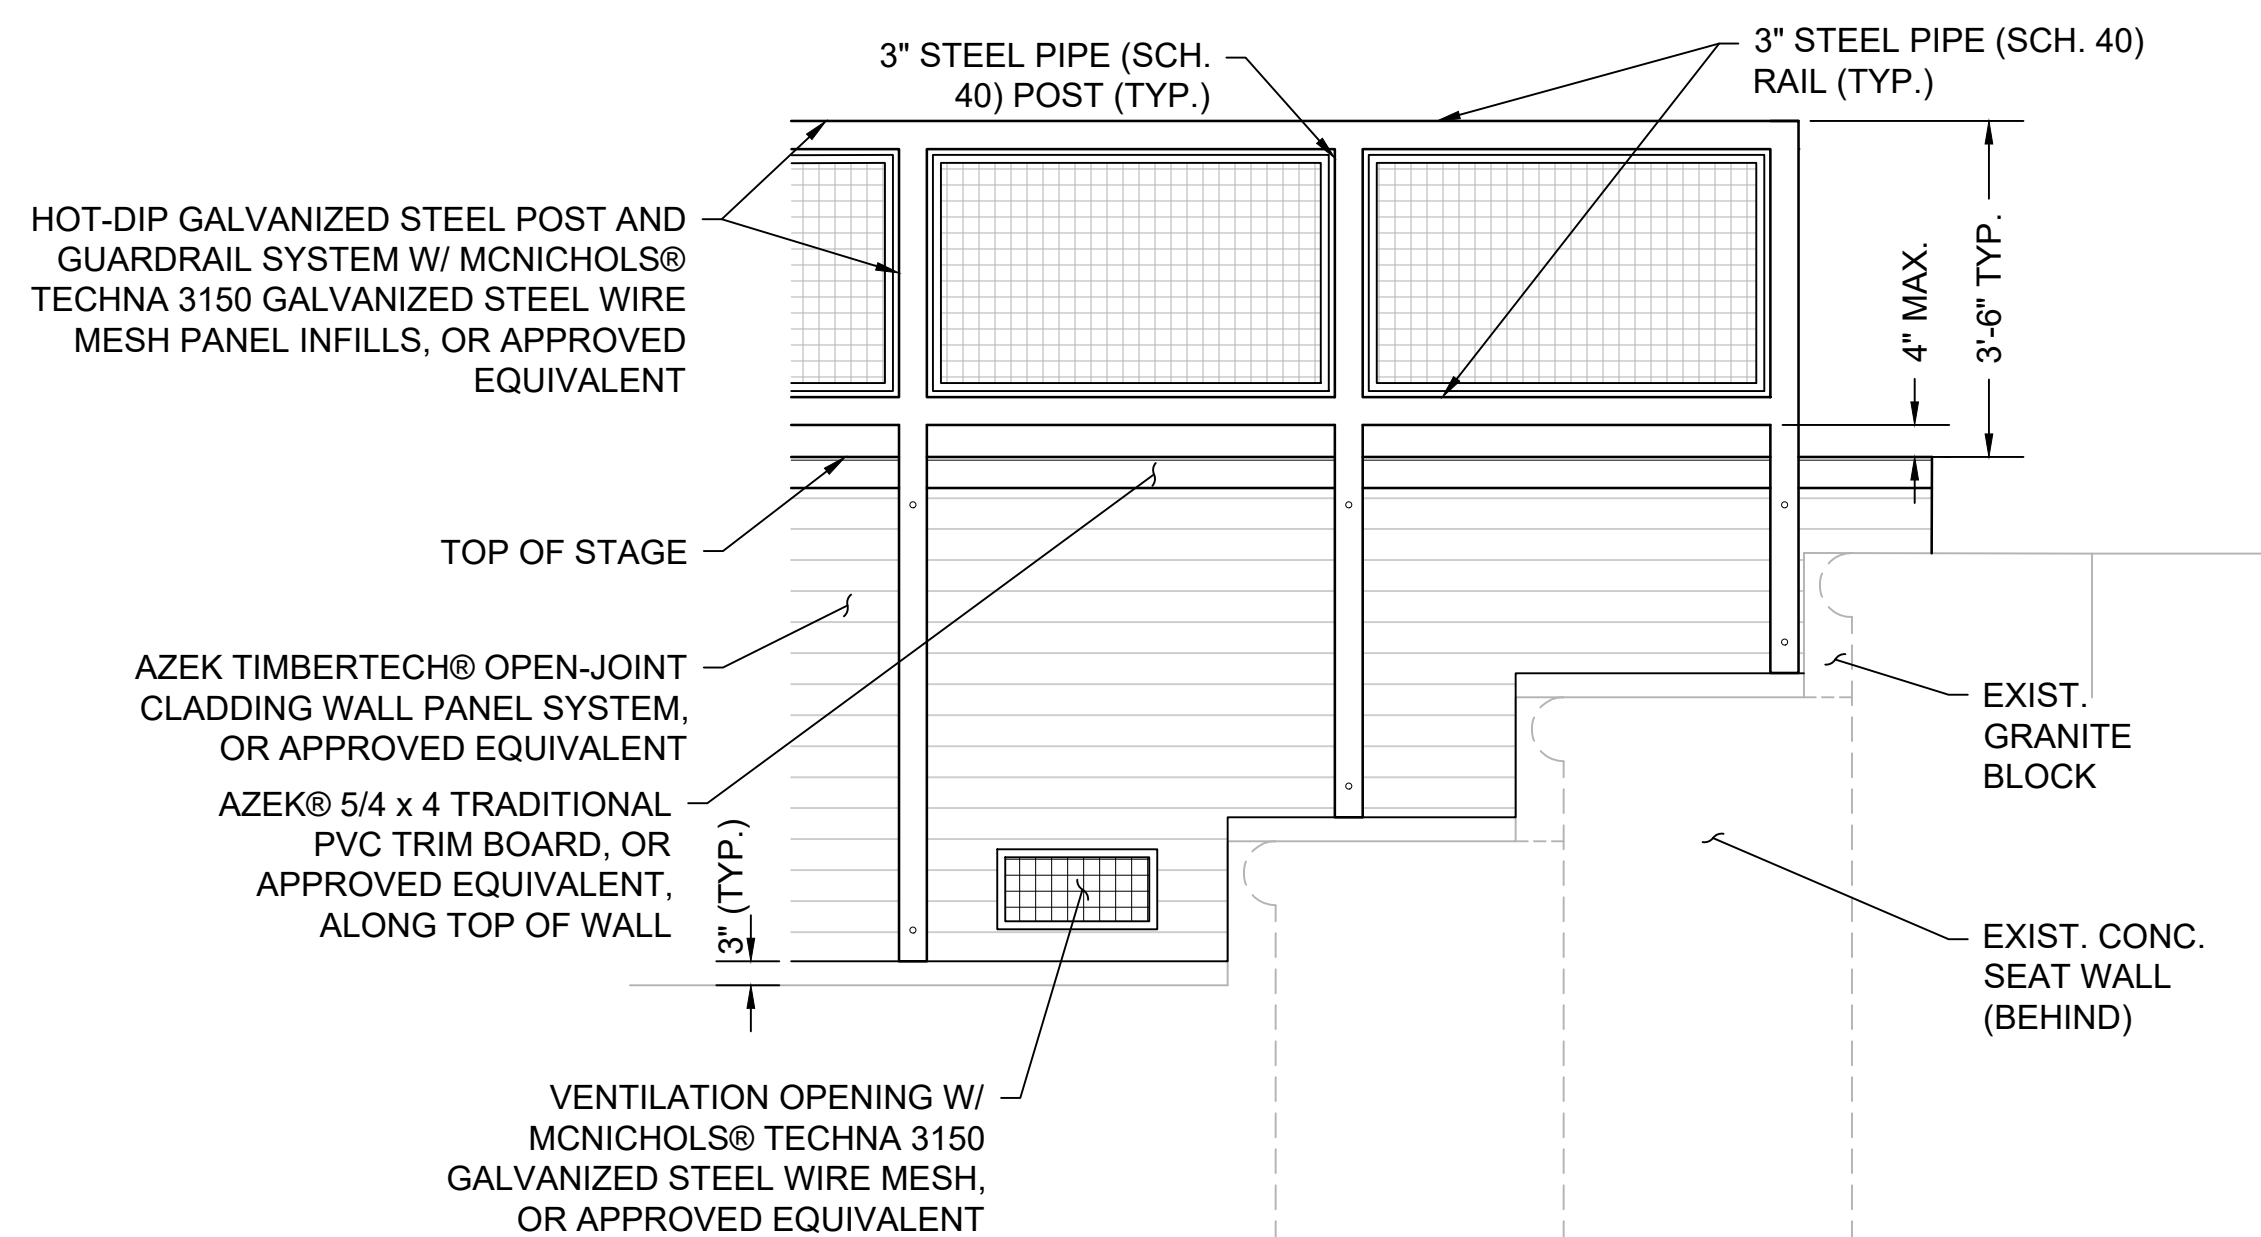 3" STEEL PIPE (SCH.
40) POST (TYP.)
3" STEEL PIPE (SCH. 40)
RAIL (TYP.)
HOT-DIP GALVANIZED STEEL POST AND
GUARDRAIL SYSTEM W/ MCNICHOLS®
TECHNA 3150 GALVANIZED STEEL WIRE
MESH PANEL INFILLS, OR APPROVED
EQUIVALENT
4" MAX.
3'-6" TYP.
TOP OF STAGE
AZEK TIMBERTECH® OPEN-JOINT
CLADDING WALL PANEL SYSTEM,
OR APPROVED EQUIVALENT
AZEK® 5/4 x 4 TRADITIONAL
PVC TRIM BOARD, OR
APPROVED EQUIVALENT,
ALONG TOP OF WALL
3" (TYP.)
EXIST.
GRANITE
BLOCK
EXIST. CONC.
SEAT WALL
(BEHIND)
VENTILATION OPENING W/
MCNICHOLS® TECHNA 3150
GALVANIZED STEEL WIRE MESH,
OR APPROVED EQUIVALENT